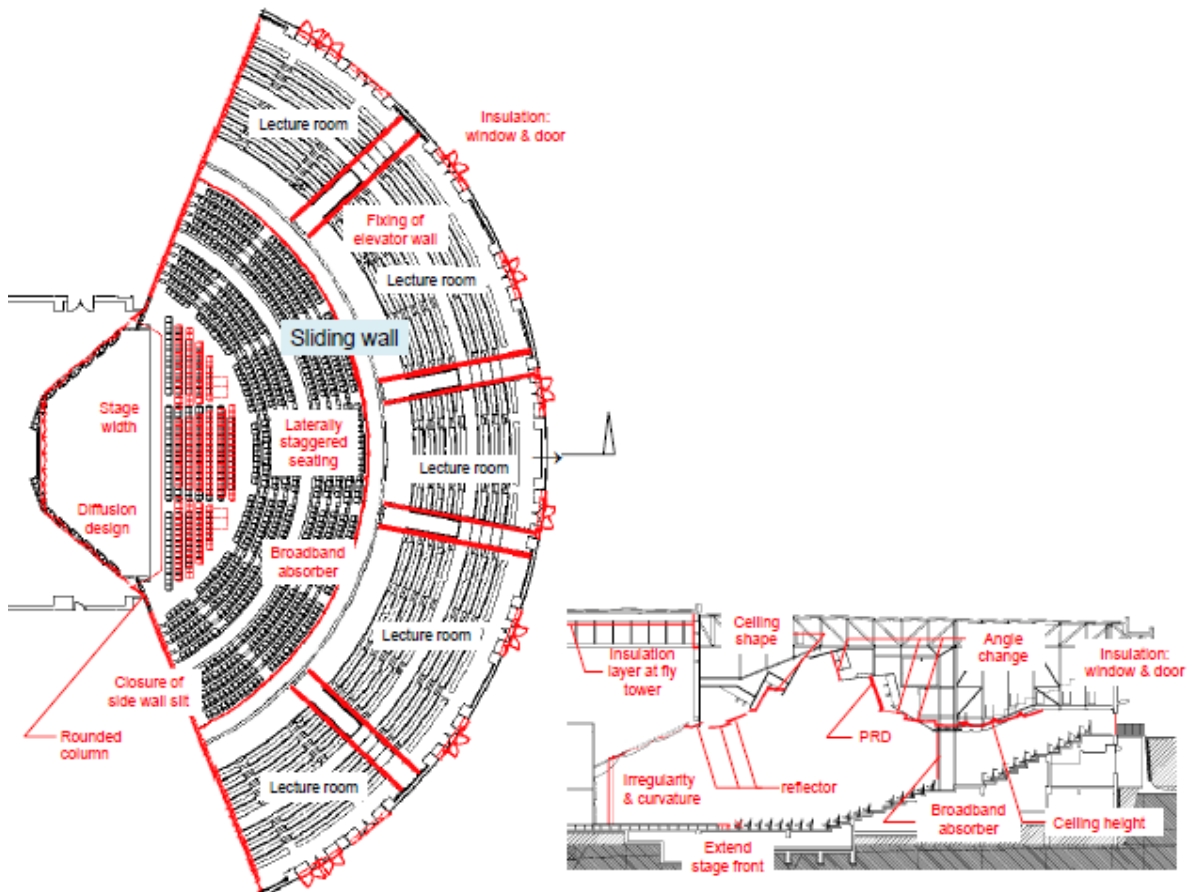 Lecture room
Insulation:
window & door
Fixing of
elevator wall
Lecture room
Sliding wall
Stage
width
Laterally
staggered
seating
Lecture room
Diffusion
design
Broadband
absorber
Lecture room
Closure of
side wall slit
Rounded
column
Lecture room
Ceiling
shape
Insulation
layer at fly
tower
Angle
change
Insulation:
window & door
PRD
Irregularity
& curvature
reflector
Broadband
absorber
Ceiling height
Extend
stage front